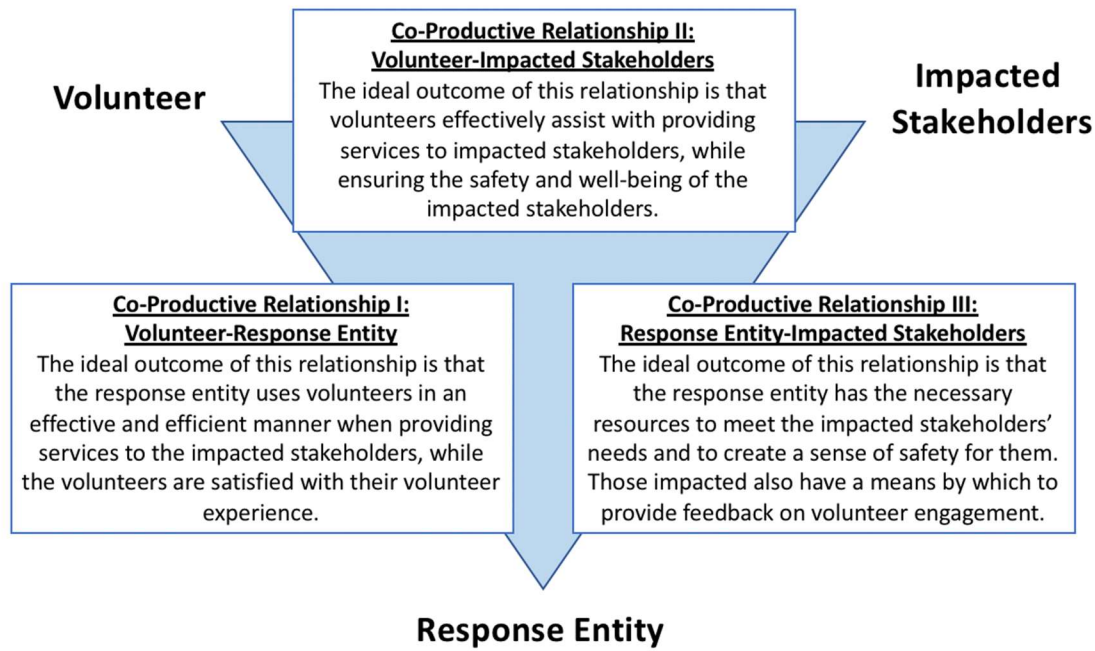 Co-Productive Relationship II:
Volunteer-Impacted Stakeholders
The ideal outcome of this relationship is that
volunteers effectively assist with providing
services to impacted stakeholders, while
ensuring the safety and well-being of the
impacted stakeholders.
Volunteer
Impacted
Stakeholders
Co-Productive Relationship I:
Volunteer-Response Entity
The ideal outcome of this relationship is that
the response entity uses volunteers in an
effective and efficient manner when providing
services to the impacted stakeholders, while
the volunteers are satisfied with their volunteer
experience.
Co-Productive Relationship III:
Response Entity-Impacted Stakeholders
The ideal outcome of this relationship is that
the response entity has the necessary
resources to meet the impacted stakeholders’
needs and to create a sense of safety for them.
Those impacted also have a means by which to
provide feedback on volunteer engagement.
Response Entity